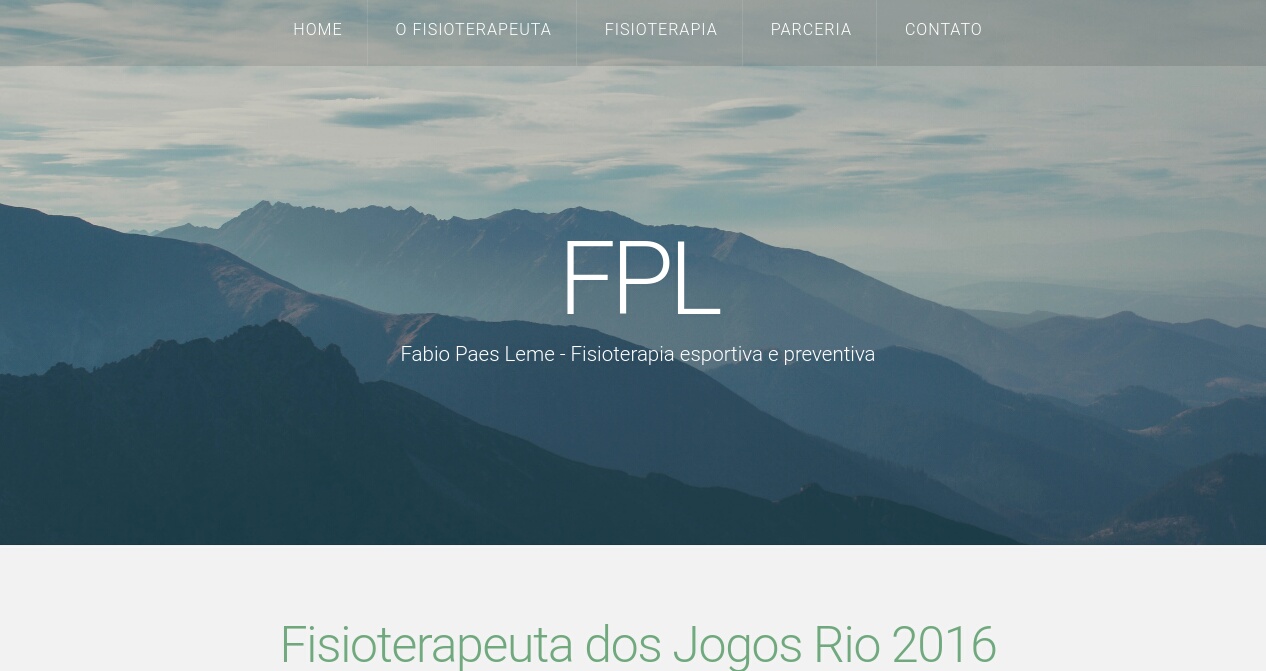 HOME O FISIOTERAPEUTA FISIOTERAPIA PARCERIA CONTATO
FPL
Fabio Paes Leme - Fisioterapia esportiva e preventiva
Fisioterapeuta dos Jogos Rio 2016